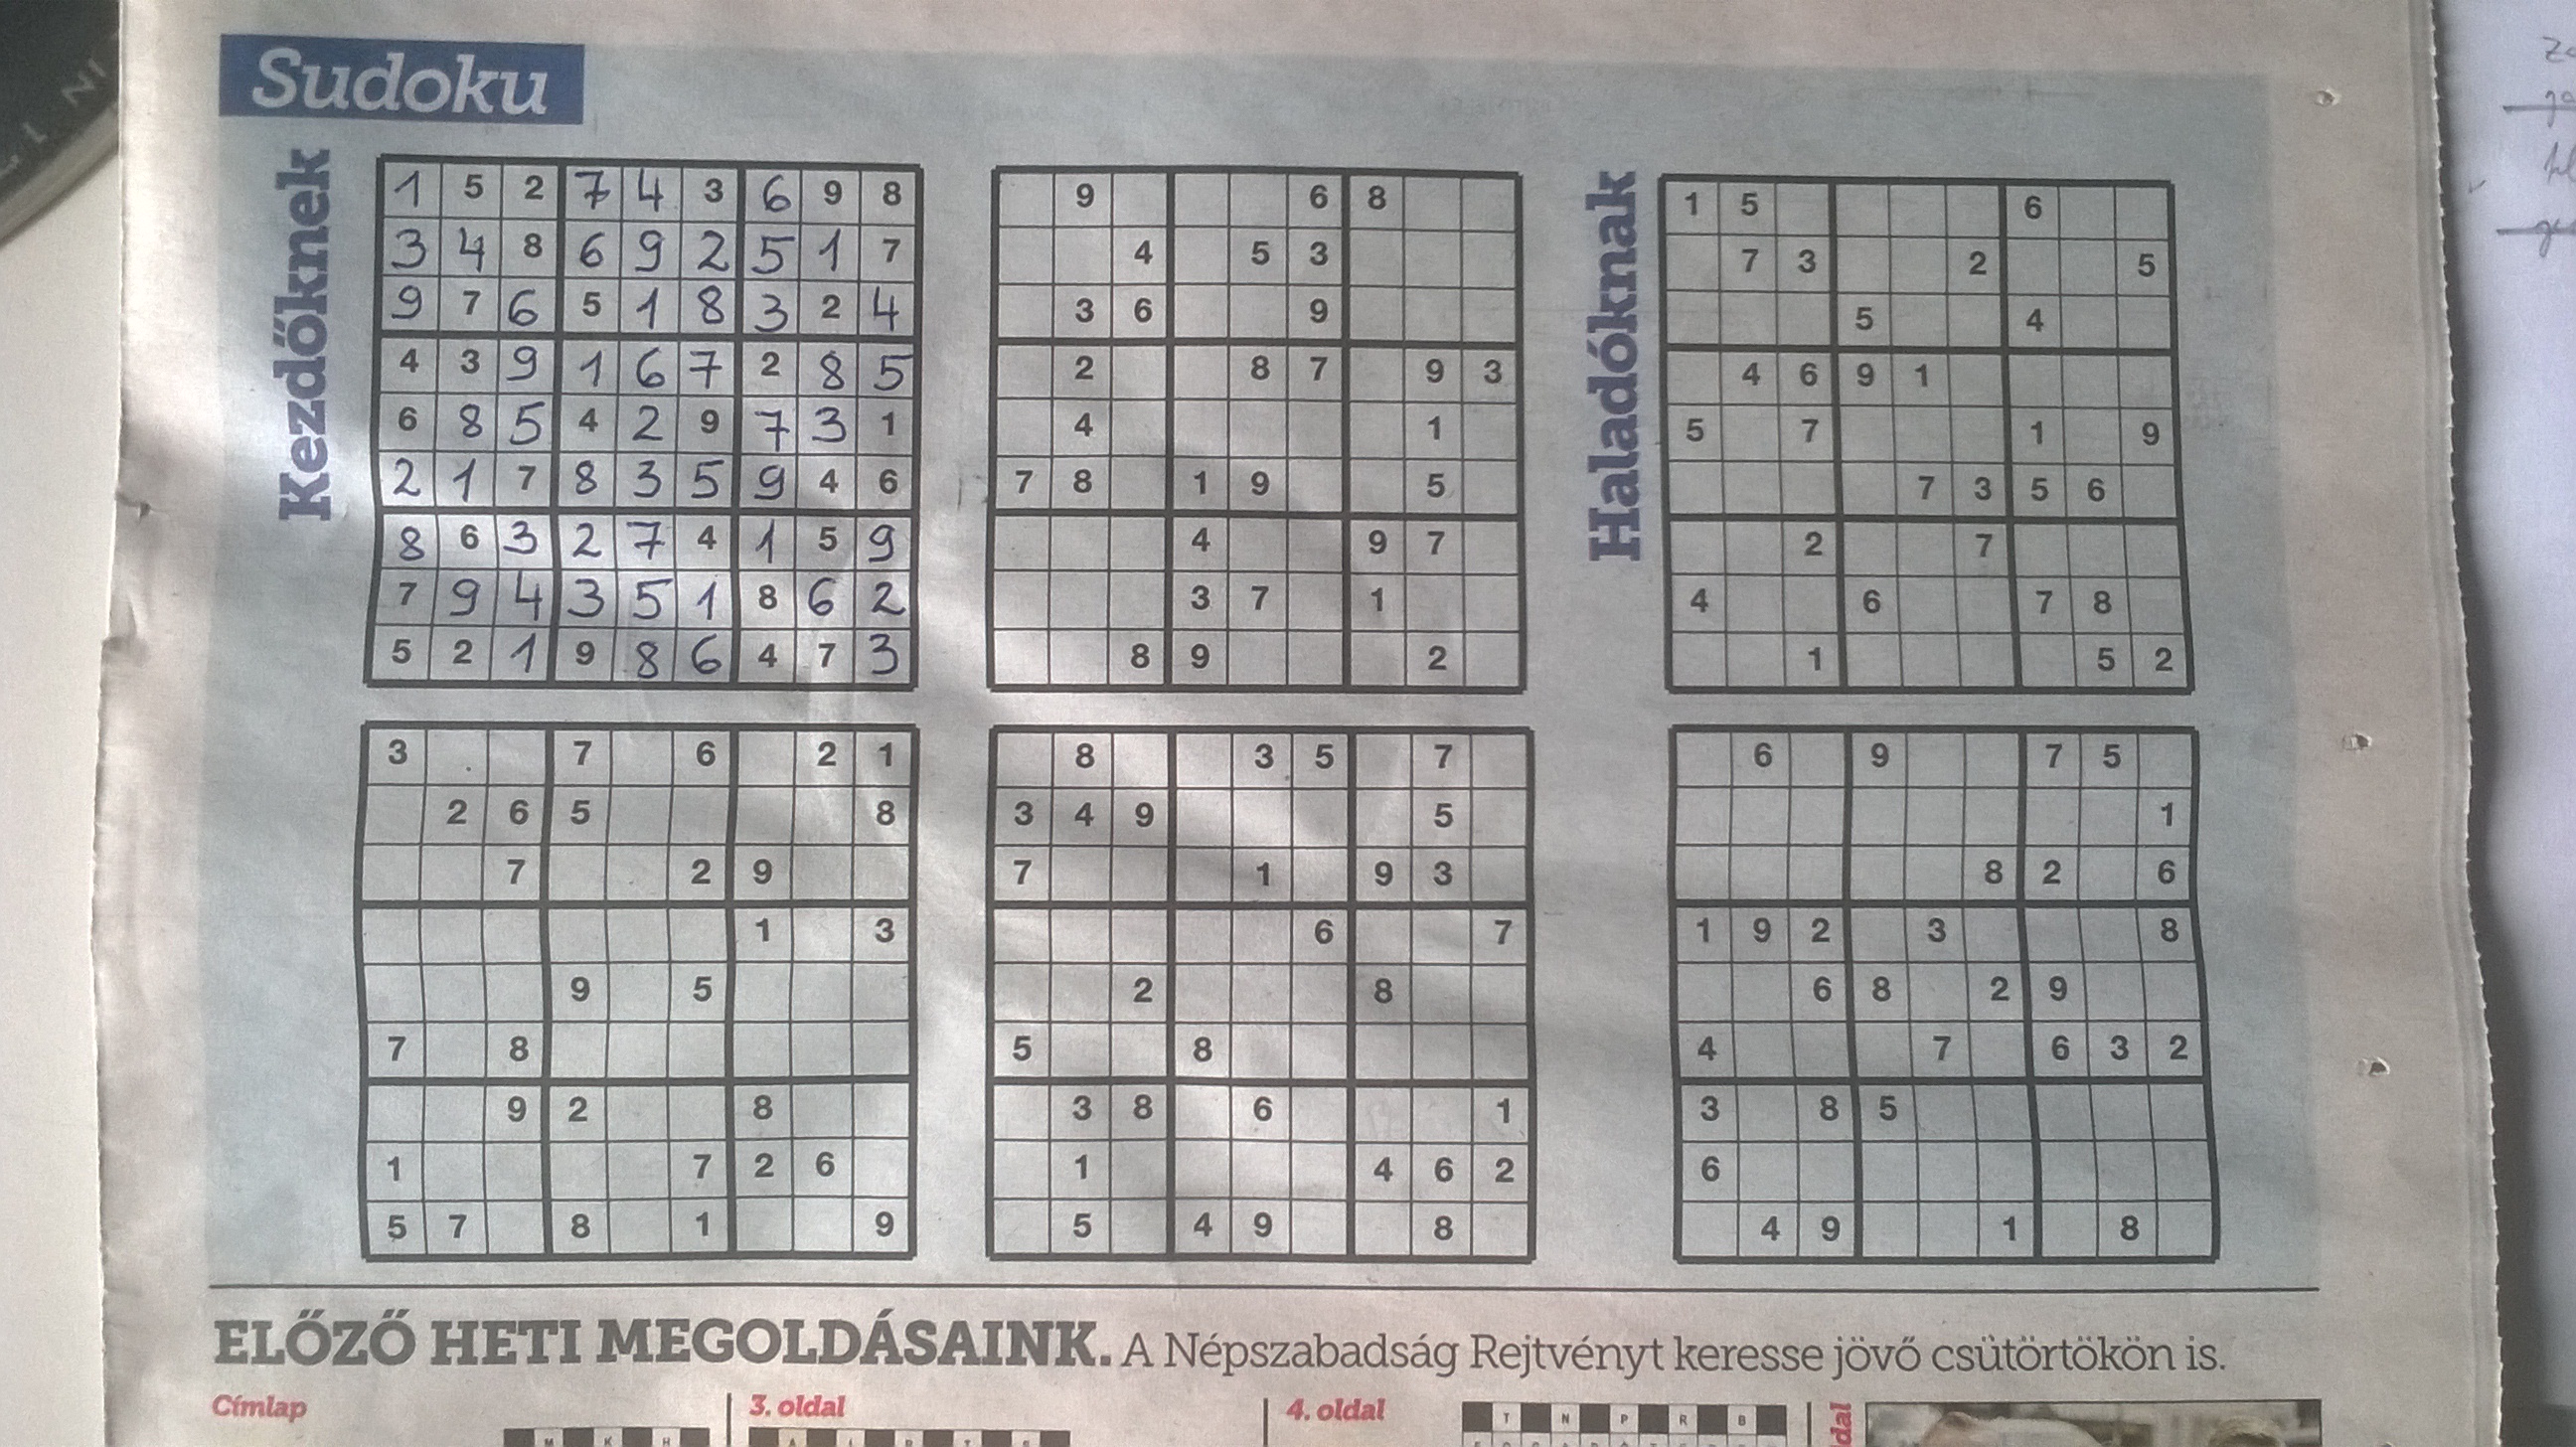 Sudoku
Kezdőknek
1 5 2 7 4 3 6 9 8
3 4 8 6 9 2 5 1 7
9 7 6 5 1 8 3 2 4
4 3 9 1 6 7 2 8 5
6 8 5 4 2 9 7 3 1
2 1 7 8 3 5 9 4 6
8 6 3 2 7 4 1 5 9
7 9 4 3 5 1 8 6 2
5 2 1 9 8 6 4 7 3
9 6 8
4 5 3
3 6 9
2 8 7 9 3
4 1
7 8 1 9 5
4 9 7
3 7 1
8 9 2
Haladóknak
1 5 6
7 3 2 5
5 4
4 6 9 1
5 7 1 9
7 3 5 6
2 7
4 6 7 8
1 5 2
3 7 6 2 1
2 6 5 8
7 2 9
1 3
9 5
7 8
9 2 8
1 7 2 6
5 7 8 1 9
8 3 5 7
3 4 9 5
7 1 9 3
6 7
2 8
5 8
3 8 6 1
1 4 6 2
5 4 9 8
6 9 7 5
1
8 2 6
1 9 2 3 8
6 8 2 9
4 7 6 3 2
3 8 5
6
4 9 1 8
ELŐZŐ HETI MEGOLDÁSAINK. A Népszabadság Rejtvényt keresse jövő csütörtökön is.
Címlap
3. oldal
4. oldal
T N P R B
M K H